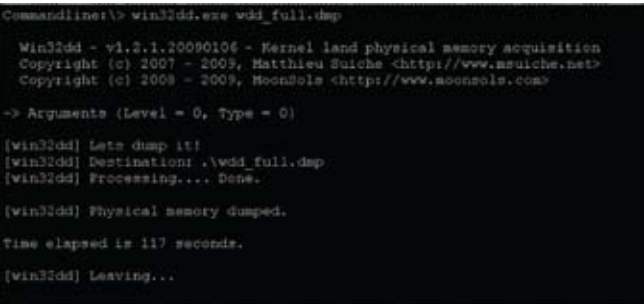 Commandline:\> win32dd.exe wdd_full.dmp
Win32dd - v1.2.1.20090106 - Kernel land physical memory acquisition
Copyright (c) 2007 - 2009, Matthieu Suiche <http://www.msuiche.net>
Copyright (c) 2008 - 2009, MoonSols <http://www.moonsols.com>
-> Arguments (Level = 0, Type = 0)
[win32dd] Lets dump it!
[win32dd] Destination: .\wdd_full.dmp
[win32dd] Processing.... Done.
[win32dd] Physical memory dumped.
Time elapsed is 117 seconds.
[win32dd] Leaving...